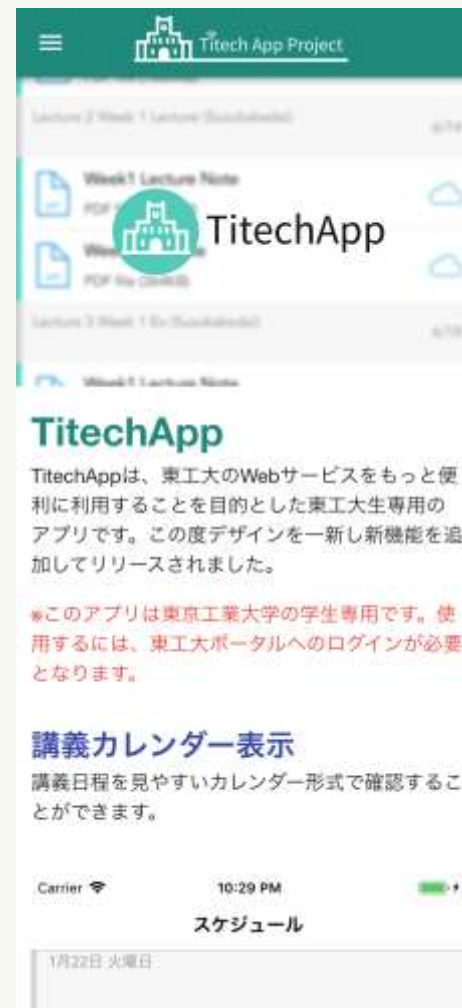 Titech App Project
Week1 Lecture Note
TitechApp
Week1 Lecture Note
TitechApp
TitechAppは、東工大のWebサービスをもっと便
利に利用することを目的とした東工大生専用の
アプリです。この度デザインを一新し新機能を追
加してリリースされました。
※このアプリは東京工業大学の学生専用です。使
用するには、東工大ポータルへのログインが必要
となります。
講義カレンダー表示
講義日程を見やすいカレンダー形式で確認するこ
とができます。
Carrier 10:29 PM
スケジュール
1月22日 火曜日